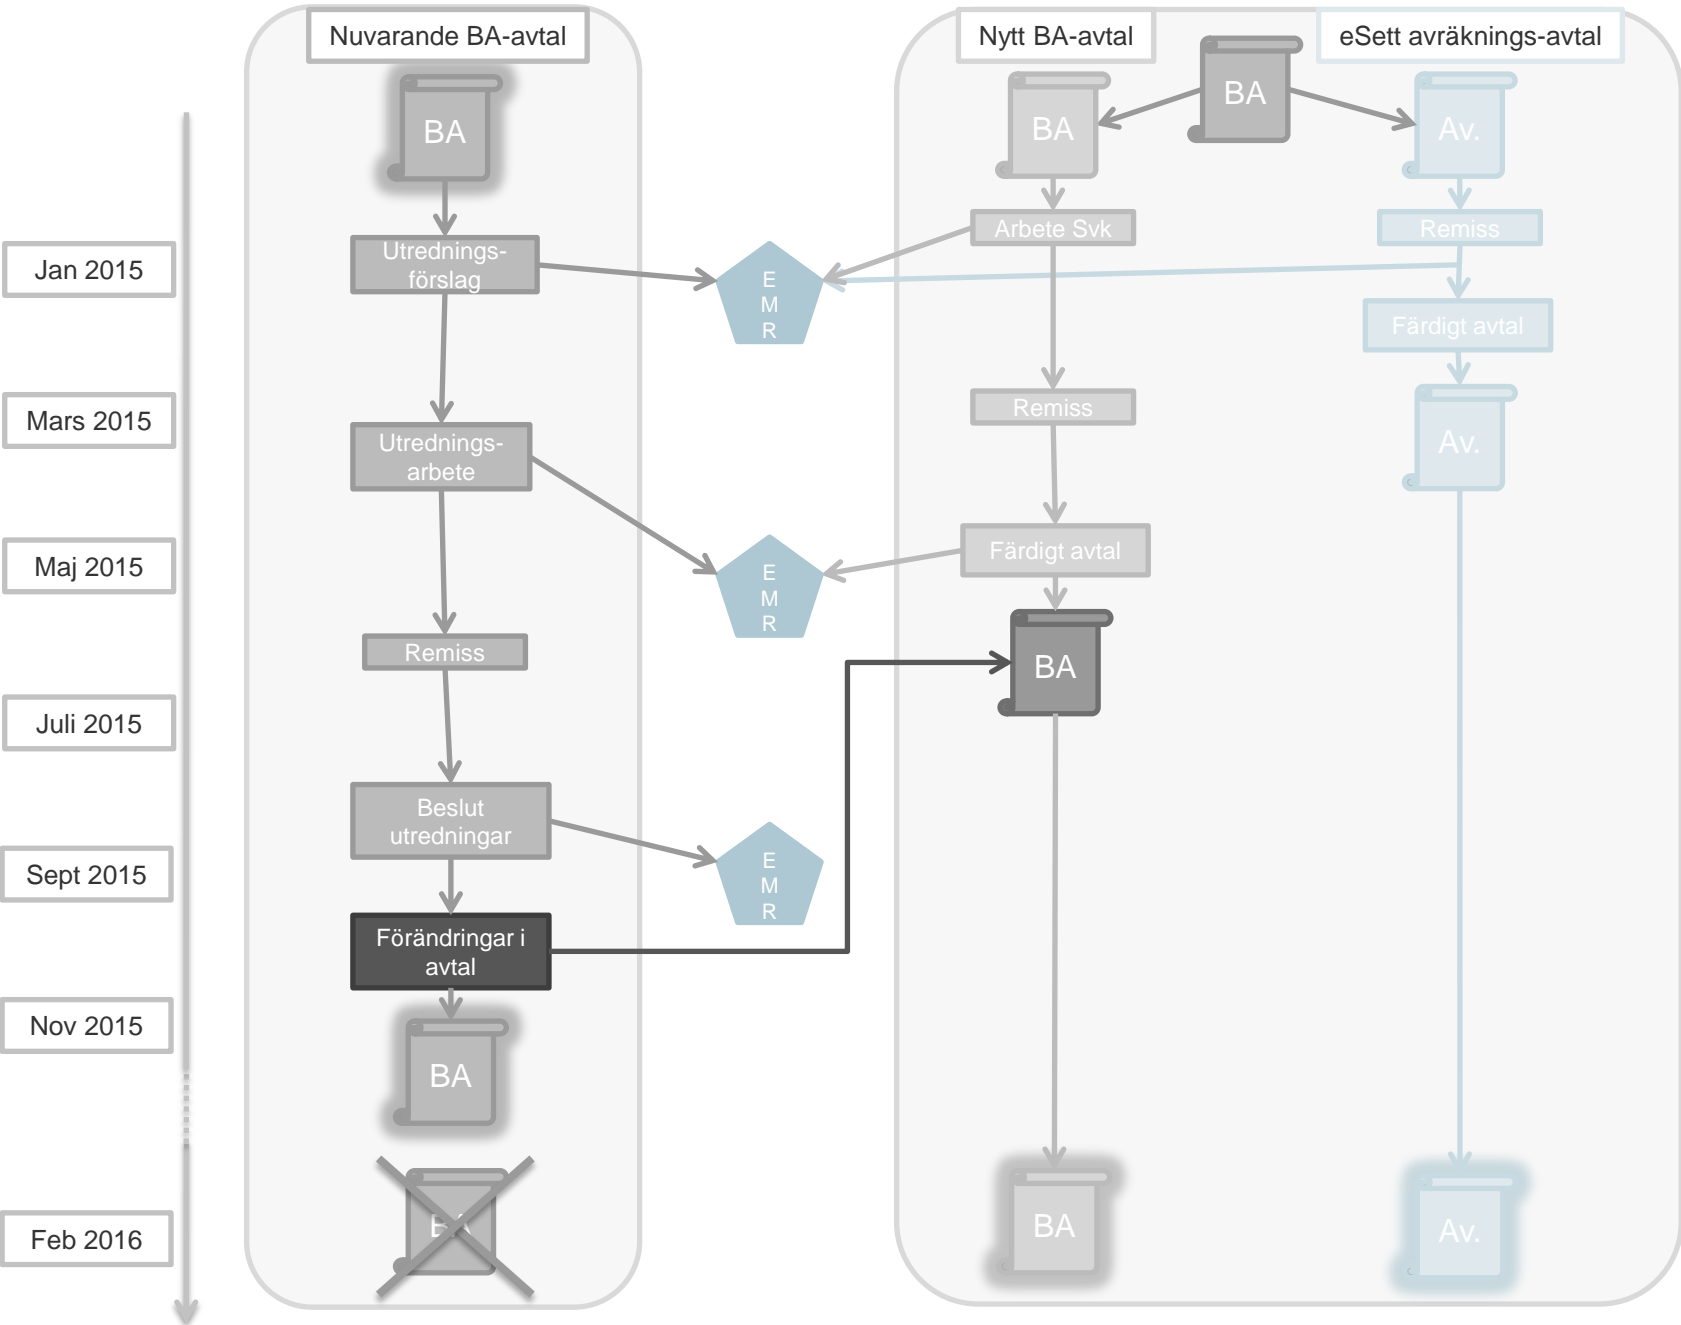 Nuvarande BA-avtal
Nytt BA-avtal
eSett avräknings-avtal
BA
BA
BA
Av.
Jan 2015
Mars 2015
Maj 2015
Juli 2015
Sept 2015
Nov 2015
Feb 2016
Utrednings-
förslag
Utrednings-
arbete
Remiss
Beslut
utredningar
Förändringar i
avtal
BA
BA
E
M
R
E
M
R
E
M
R
Arbete Svk
Remiss
Färdigt avtal
BA
BA
Remiss
Färdigt avtal
Av.
Av.